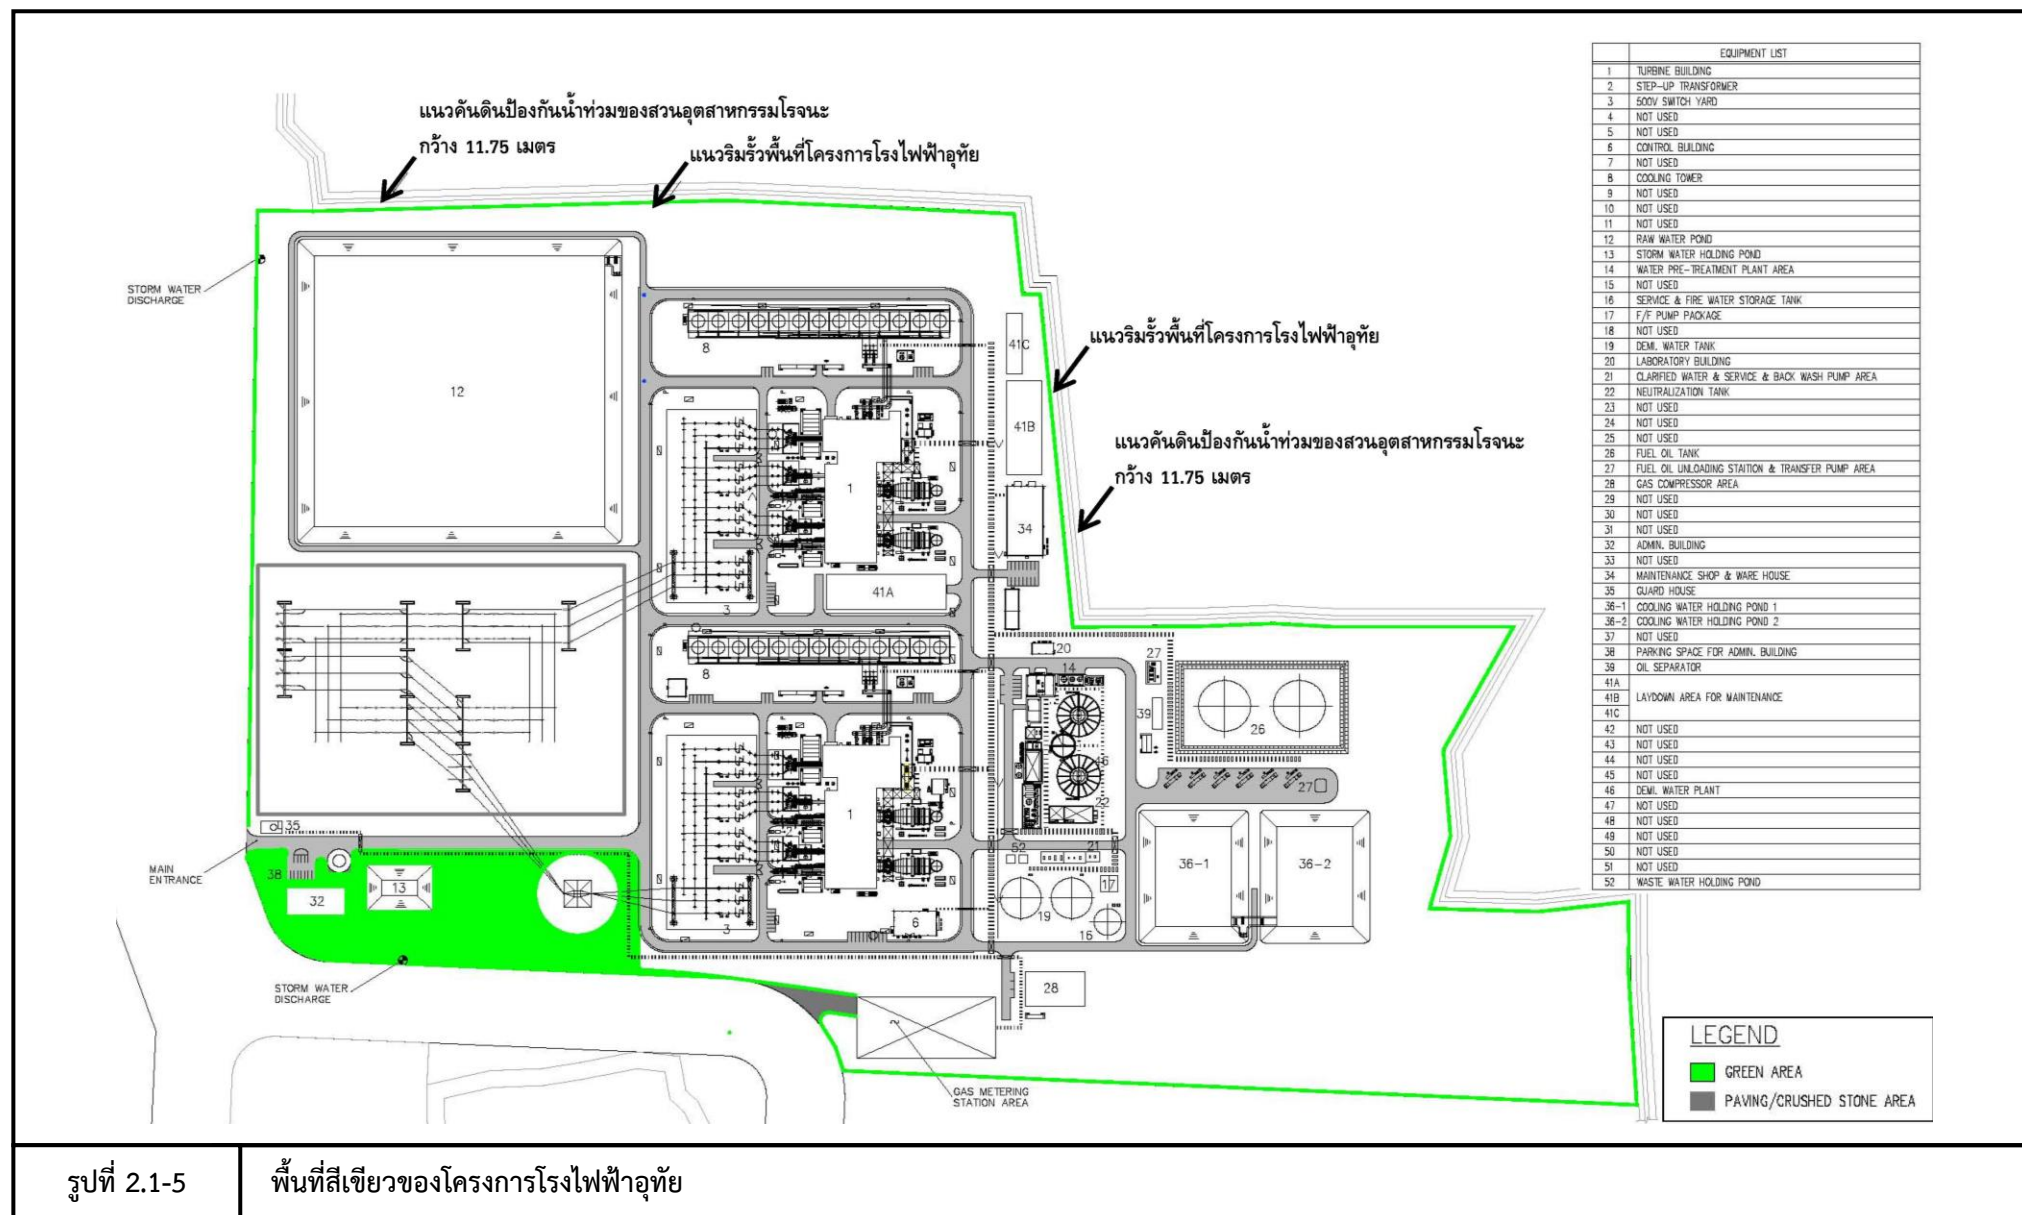 แนวคันดินป้องกันน้ำท่วมของสวนอุตสาหกรรมโรจนะ
กว้าง 11.75 เมตร
แนวริมรั้วพื้นที่โครงการโรงไฟฟ้าอุทัย
STORM WATER
DISCHARGE
12
8
41C
แนวริมรั้วพื้นที่โครงการโรงไฟฟ้าอุทัย
41B
แนวคันดินป้องกันน้ำท่วมของสวนอุตสาหกรรมโรจนะ
กว้าง 11.75 เมตร
1
34
41A
3
8
20
27
14
39
26
46
27
22
1
35
MAIN
ENTRANCE
38
32
13
52
21
17
36-1
36-2
19
16
3
6
STORM WATER
DISCHARGE
28
GAS METERING
STATION AREA
EQUIPMENT LIST
1 TURBINE BUILDING
2 STEP-UP TRANSFORMER
3 500V SWITCH YARD
4 NOT USED
5 NOT USED
6 CONTROL BUILDING
7 NOT USED
8 COOLING TOWER
9 NOT USED
10 NOT USED
11 NOT USED
12 RAW WATER POND
13 STORM WATER HOLDING POND
14 WATER PRE-TREATMENT PLANT AREA
15 NOT USED
16 SERVICE & FIRE WATER STORAGE TANK
17 F/F PUMP PACKAGE
18 NOT USED
19 DEMI. WATER TANK
20 LABORATORY BUILDING
21 CLARIFIED WATER & SERVICE & BACK WASH PUMP AREA
22 NEUTRALIZATION TANK
23 NOT USED
24 NOT USED
25 NOT USED
26 FUEL OIL TANK
27 FUEL OIL UNLOADING STAITION & TRANSFER PUMP AREA
28 GAS COMPRESSOR AREA
29 NOT USED
30 NOT USED
31 NOT USED
32 ADMIN. BUILDING
33 NOT USED
34 MAINTENANCE SHOP & WARE HOUSE
35 GUARD HOUSE
36-1 COOLING WATER HOLDING POND 1
36-2 COOLING WATER HOLDING POND 2
37 NOT USED
38 PARKING SPACE FOR ADMIN. BUILDING
39 OIL SEPARATOR
41A
41B LAYDOWN AREA FOR MAINTENANCE
41C
42 NOT USED
43 NOT USED
44 NOT USED
45 NOT USED
46 DEMI. WATER PLANT
47 NOT USED
48 NOT USED
49 NOT USED
50 NOT USED
51 NOT USED
52 WASTE WATER HOLDING POND
LEGEND
GREEN AREA
PAVING/CRUSHED STONE AREA
รูปที่ 2.1-5
พื้นที่สีเขียวของโครงการโรงไฟฟ้าอุทัย